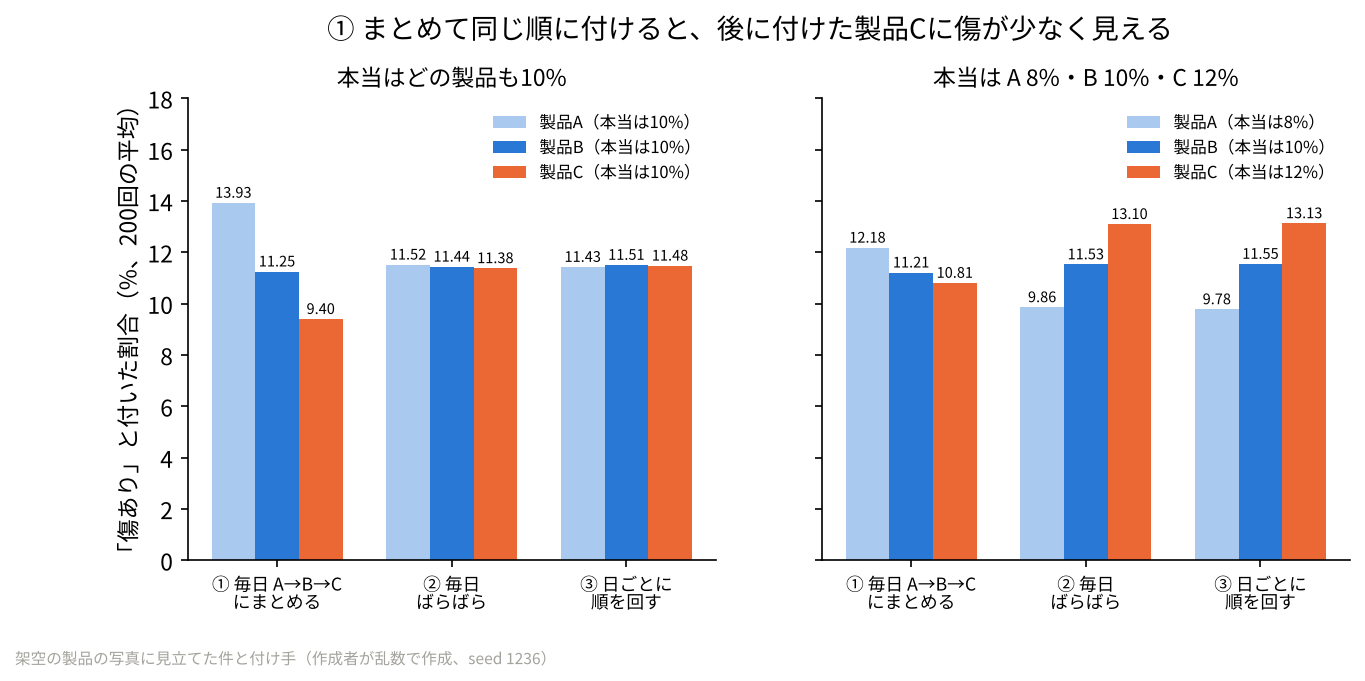 ① まとめて同じ順に付けると、後に付けた製品Cに傷が少なく見える
本当はどの製品も10%
「傷あり」と付いた割合（%、200回の平均）
18
16
14
12
10
8
6
4
2
0
製品A（本当は10%）
製品B（本当は10%）
製品C（本当は10%）
13.93
11.25
9.40
11.52
11.44
11.38
11.43
11.51
11.48
① 毎日 A→B→C
にまとめる
② 毎日
ばらばら
③ 日ごとに
順を回す
本当は A 8%・B 10%・C 12%
製品A（本当は8%）
製品B（本当は10%）
製品C（本当は12%）
12.18
11.21
10.81
9.86
11.53
13.10
9.78
11.55
13.13
① 毎日 A→B→C
にまとめる
② 毎日
ばらばら
③ 日ごとに
順を回す
架空の製品の写真に見立てた件と付け手（作成者が乱数で作成、seed 1236）